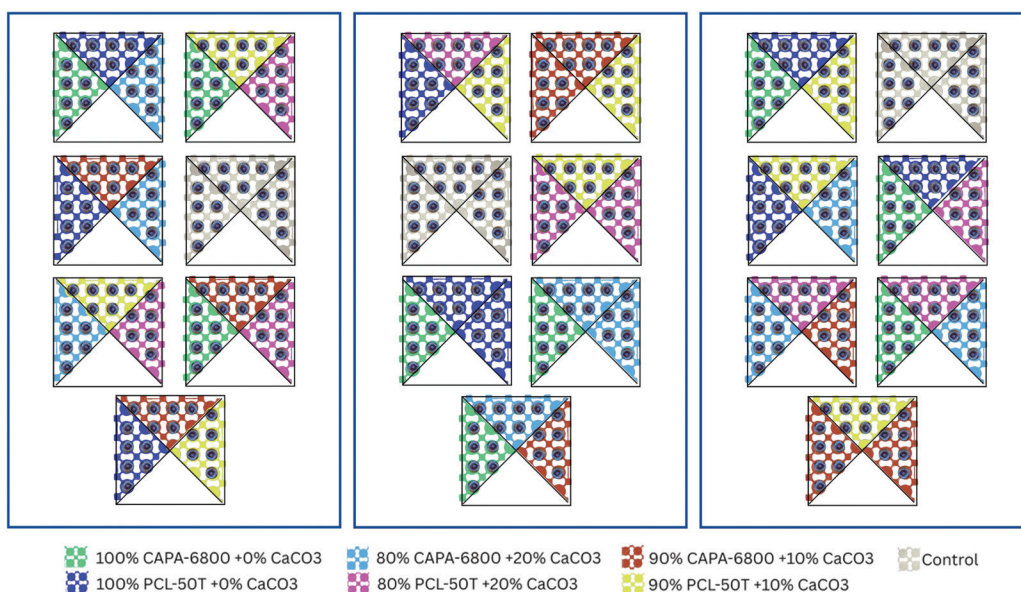 100% CAPA-6800 +0% CaCO3 80% CAPA-6800 +20% CaCO3 90% CAPA-6800 +10% CaCO3 Control
100% PCL-50T +0% CaCO3 80% PCL-50T +20% CaCO3 90% PCL-50T +10% CaCO3